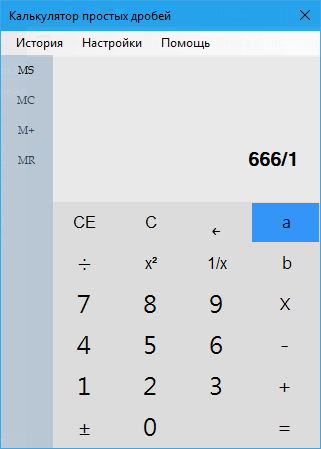 Калькулятор простых дробей
История Настройки Помощь
MS
MC
M+
MR
666/1
CE C ← a
÷ x² 1/x b
7 8 9 X
4 5 6 -
1 2 3 +
± 0 =